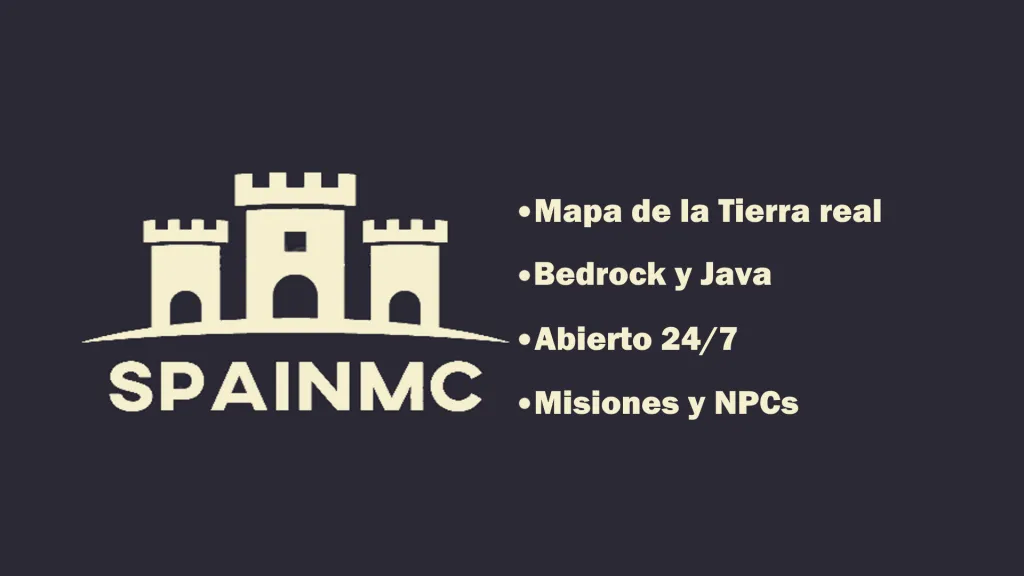 SPAINMC
•Mapa de la Tierra real
•Bedrock y Java
•Abierto 24/7
•Misiones y NPCs